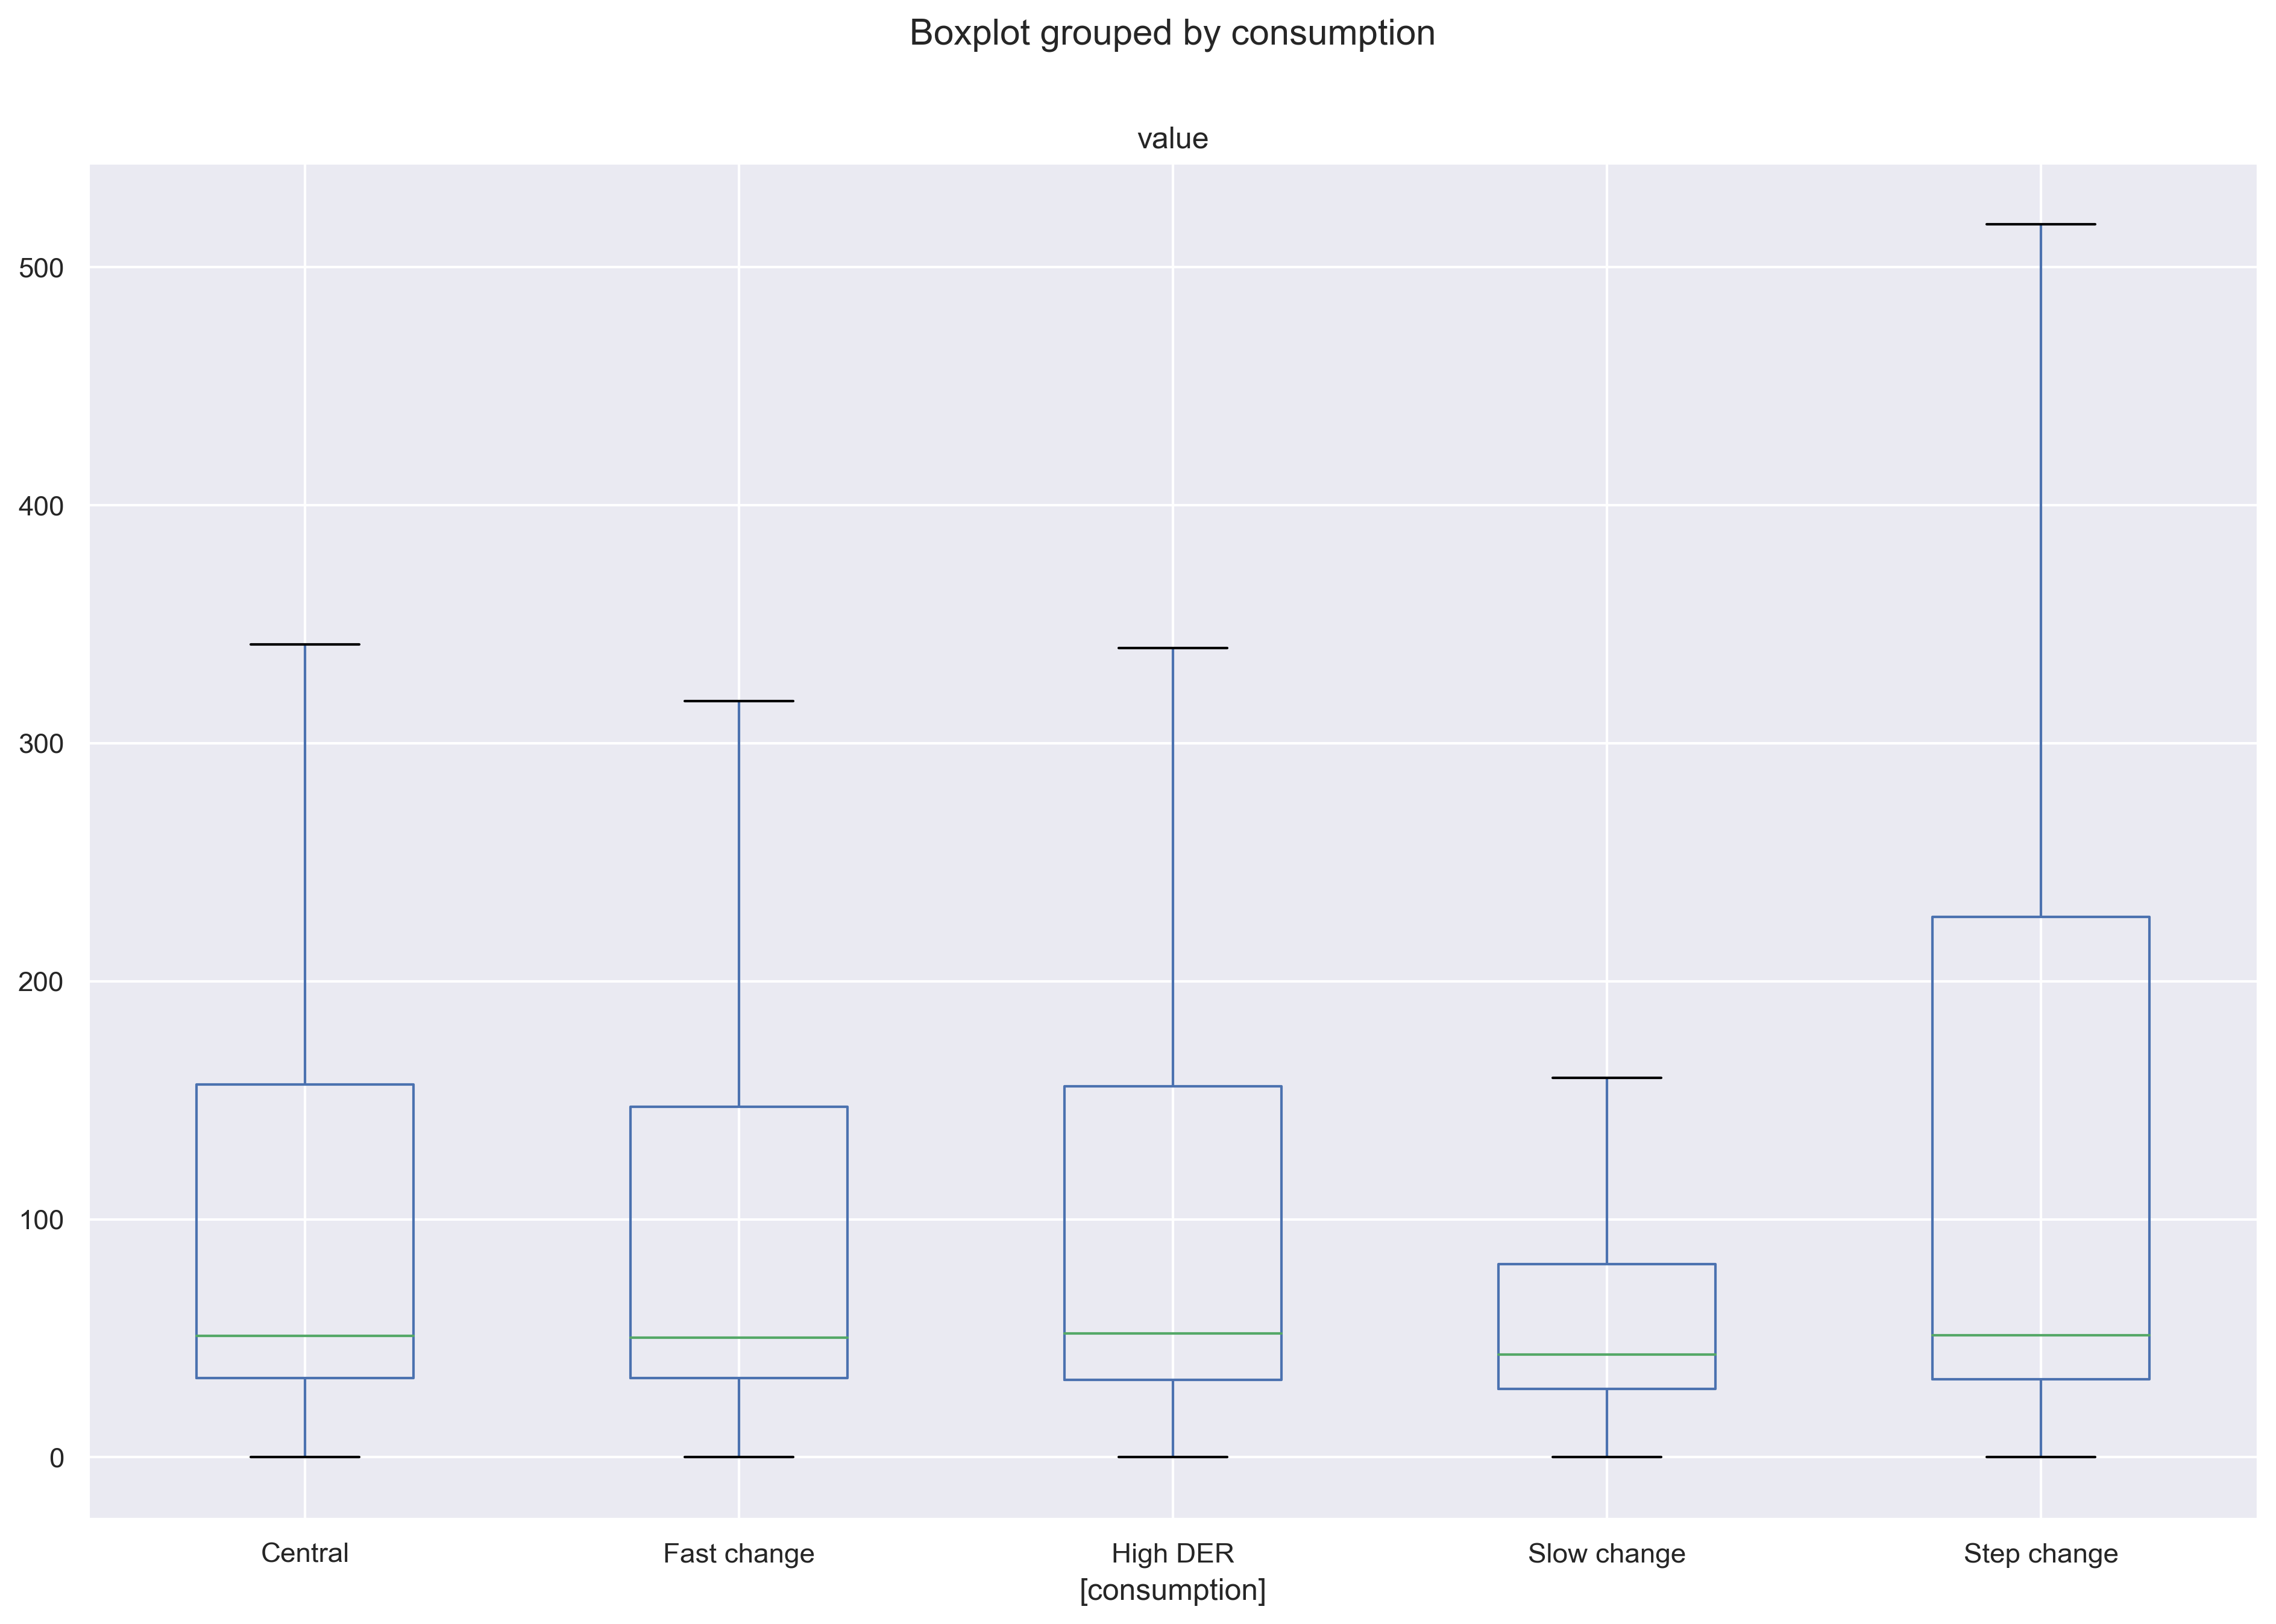 Boxplot grouped by consumption
value
500
400
300
200
100
0
Central Fast change High DER Slow change Step change
[consumption]